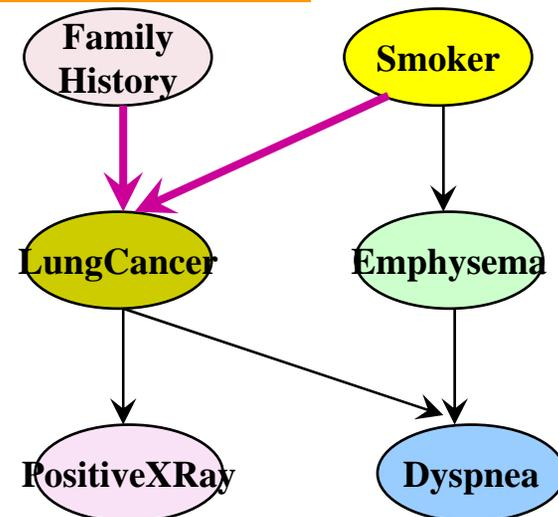 Family
History
Smoker
LungCancer
Emphysema
PositiveXRay
Dyspnea